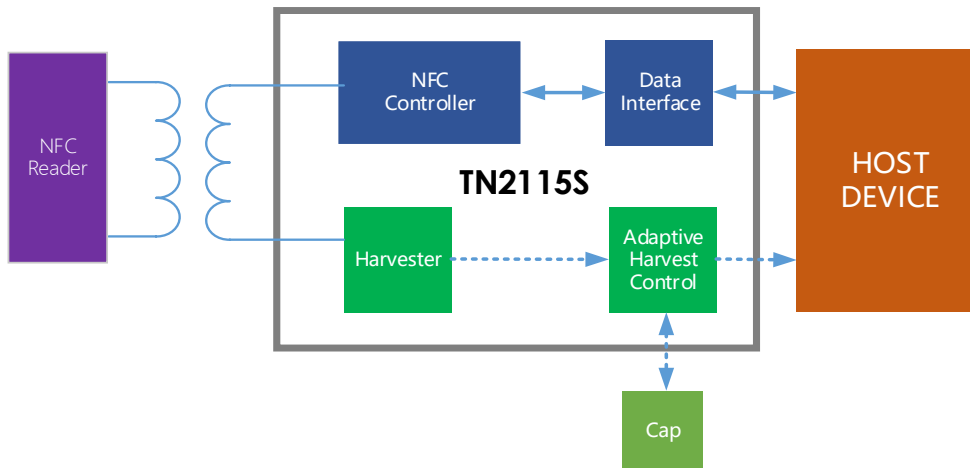 NFC
Reader
NFC
Controller
Data
Interface
HOST
DEVICE
TN2115S
Harvester
Adaptive
Harvest
Control
Cap